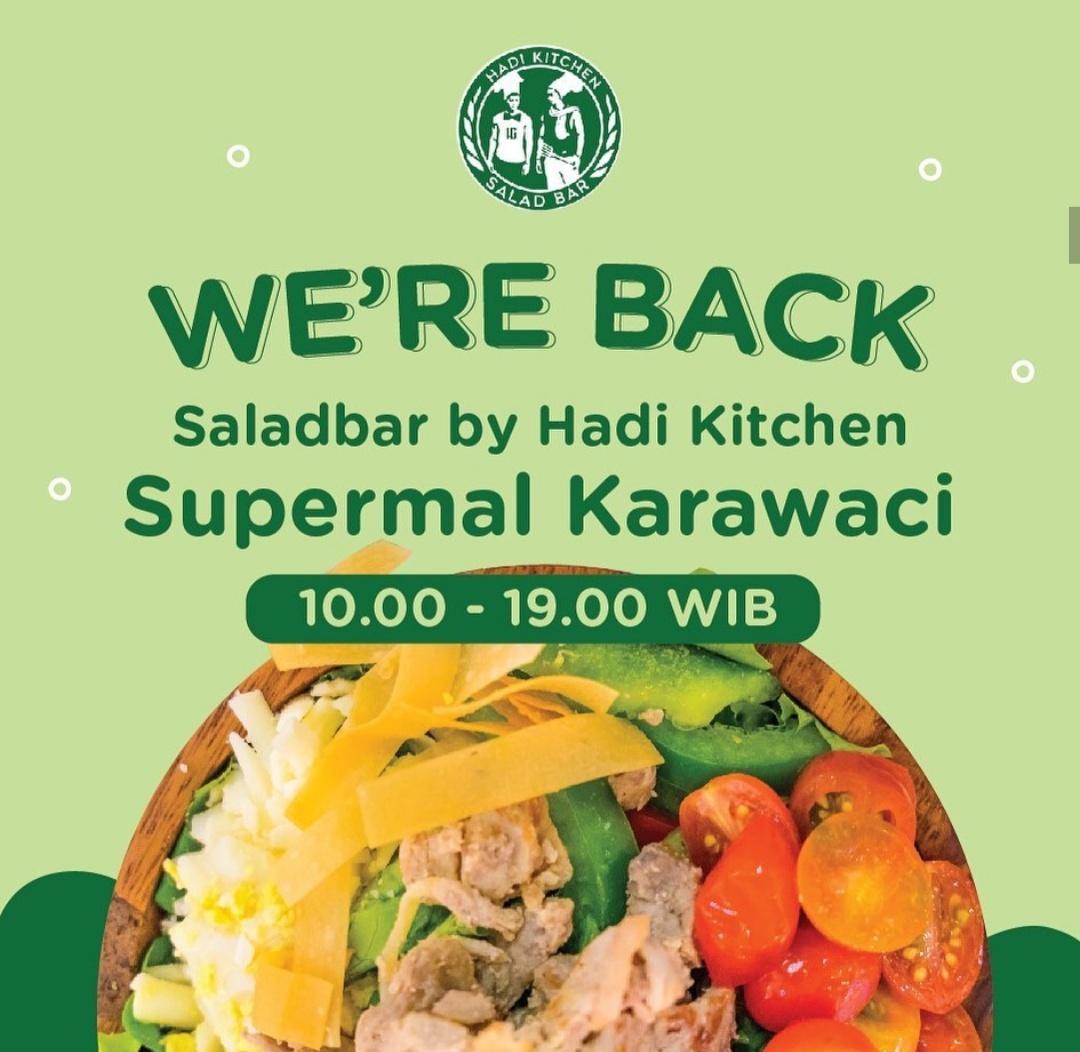 HADI KITCHEN
IG
SALAD BAR
WE'RE BACK
Saladbar by Hadi Kitchen
Supermal Karawaci
10.00 - 19.00 WIB